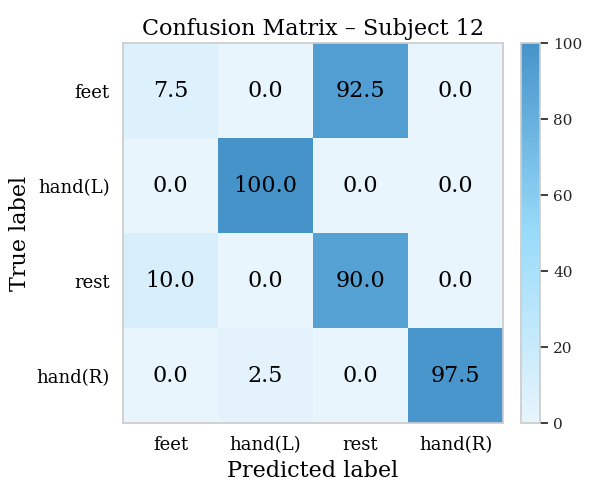 Confusion Matrix – Subject 12
True label
feet 7.5 0.0 92.5 0.0
hand(L) 0.0 100.0 0.0 0.0
rest 10.0 0.0 90.0 0.0
hand(R) 0.0 2.5 0.0 97.5
feet hand(L) rest hand(R)
Predicted label
100
80
60
40
20
0